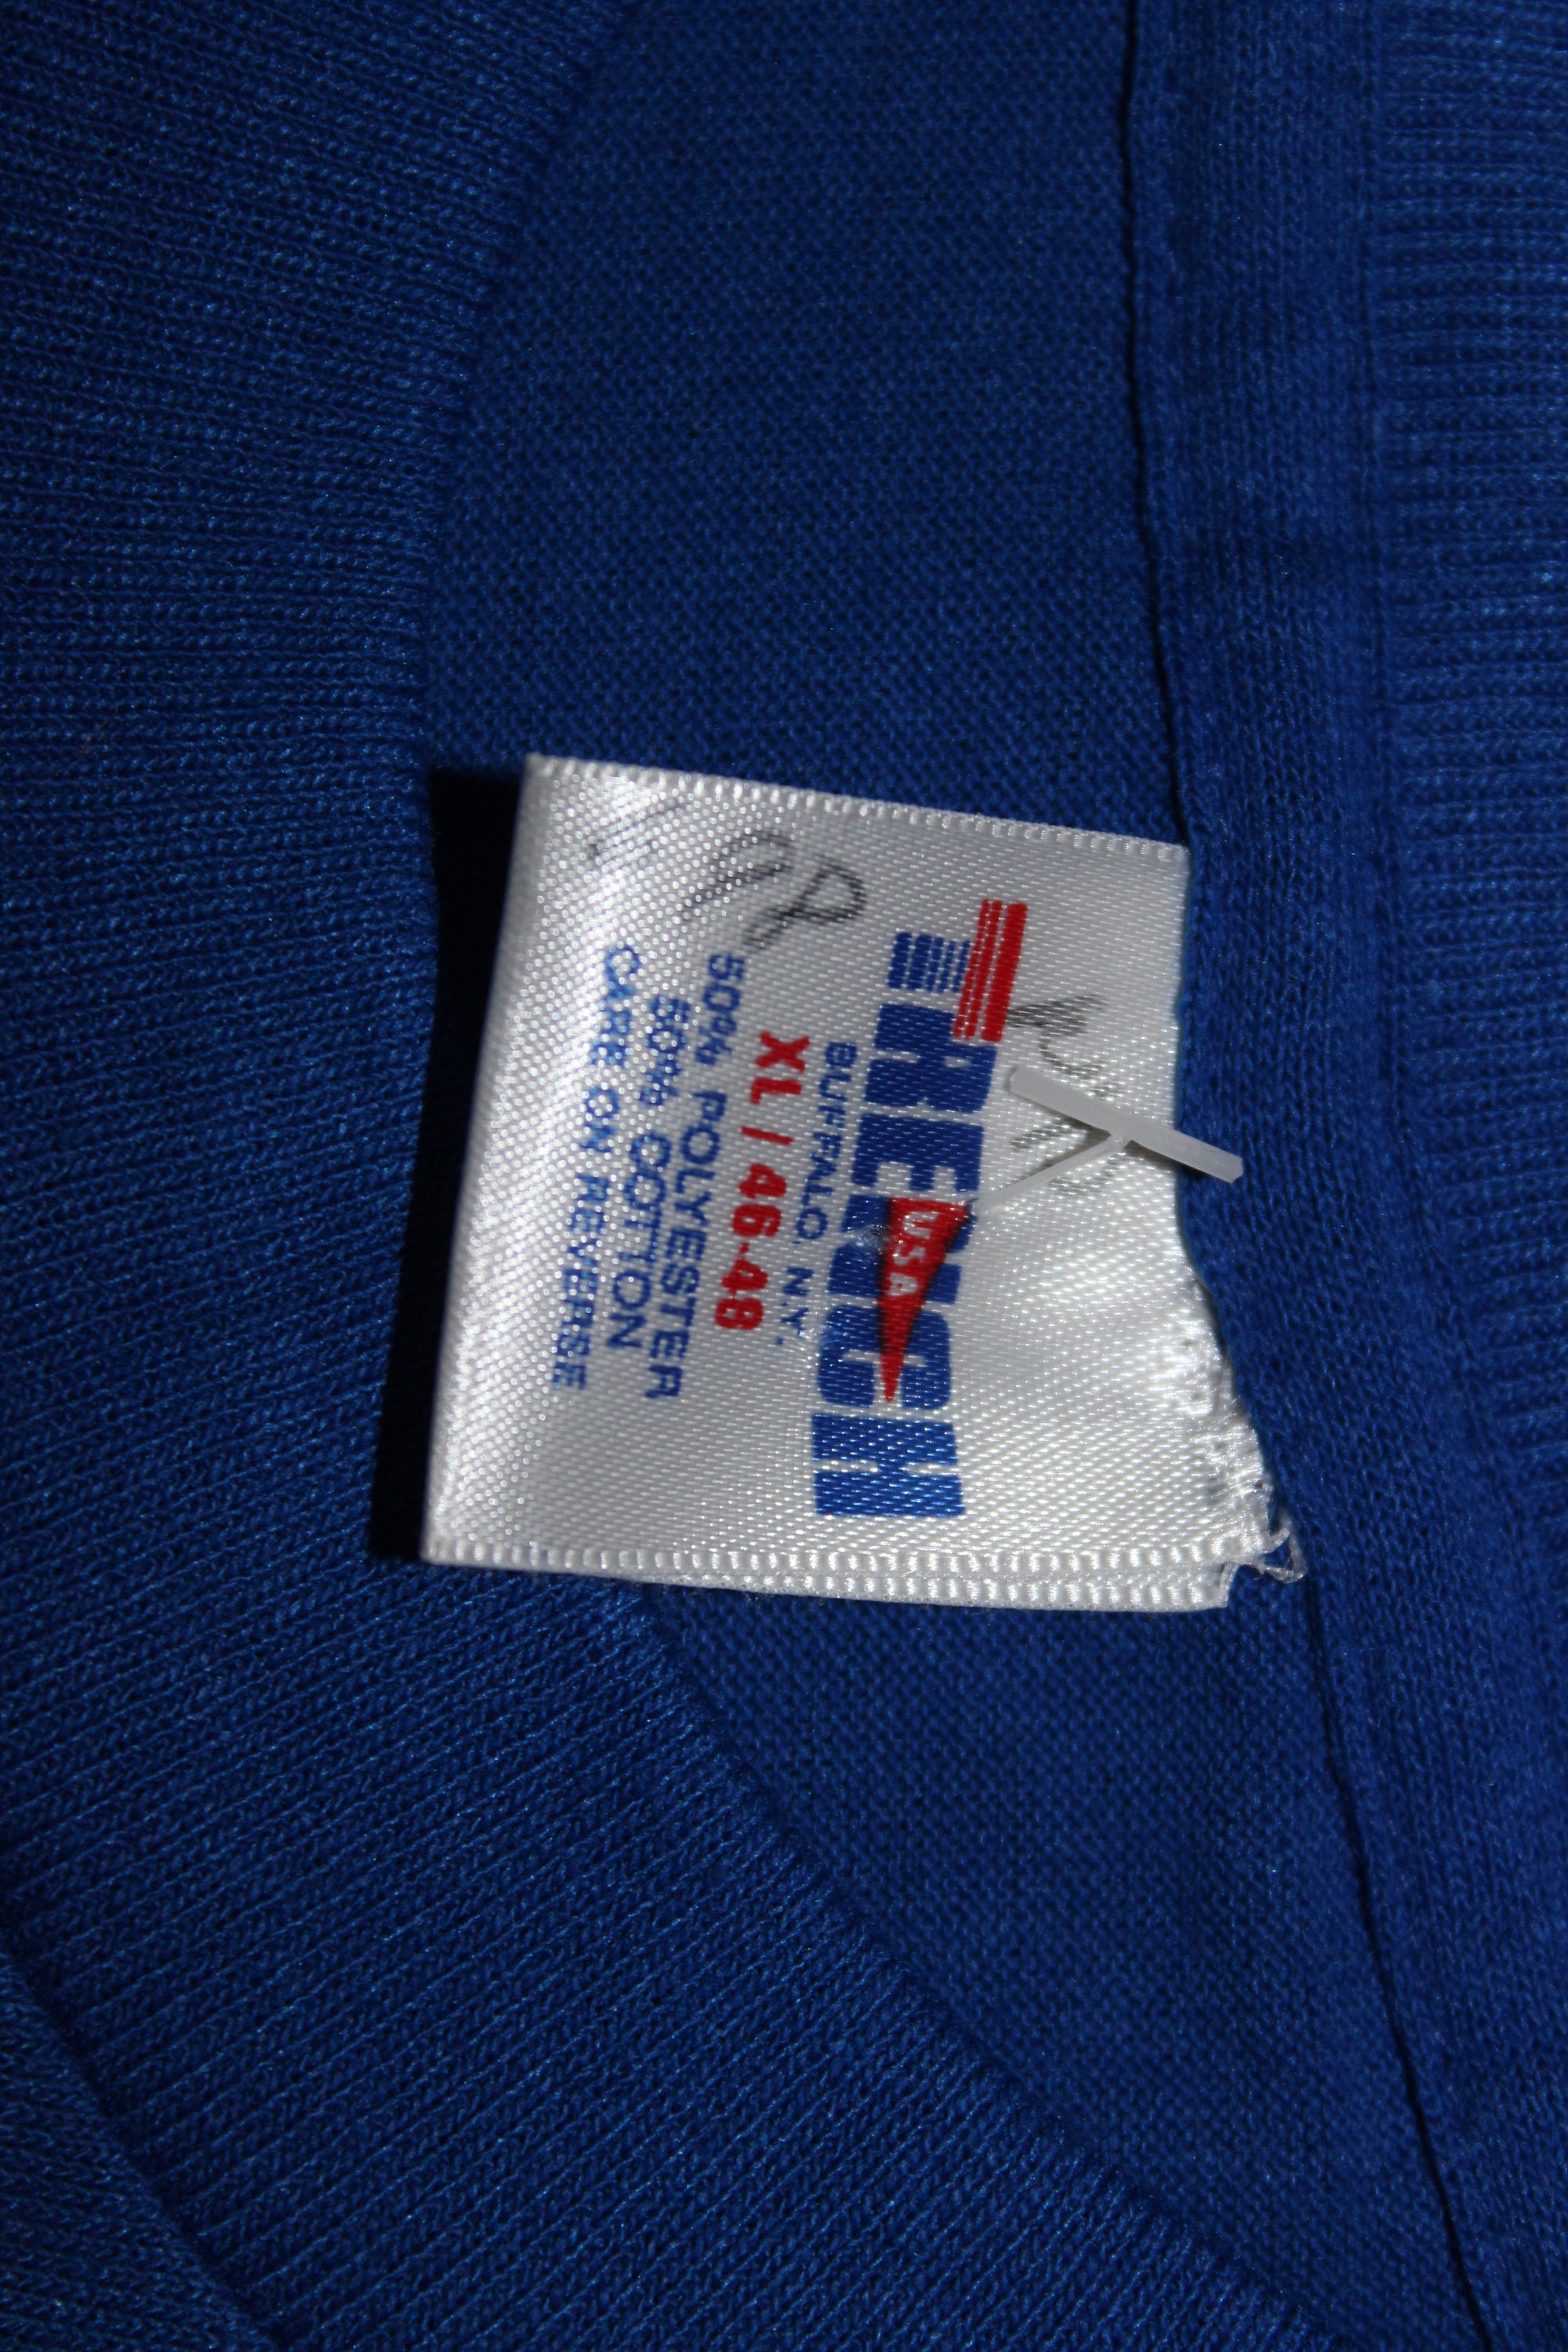 TRENCH
USA
BUFFALO, N.Y.
XL / 46-48
50% POLYESTER
50% COTTON
CARE ON REVERSE